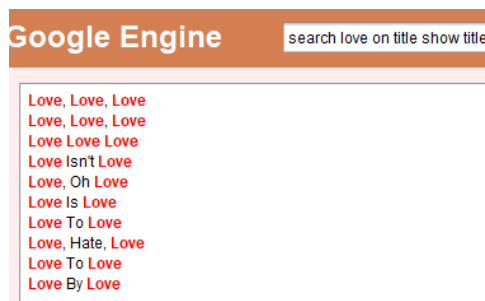 Google Engine
search love on title show title
Love, Love, Love
Love, Love, Love
Love Love Love
Love Isn't Love
Love, Oh Love
Love Is Love
Love To Love
Love, Hate, Love
Love To Love
Love By Love